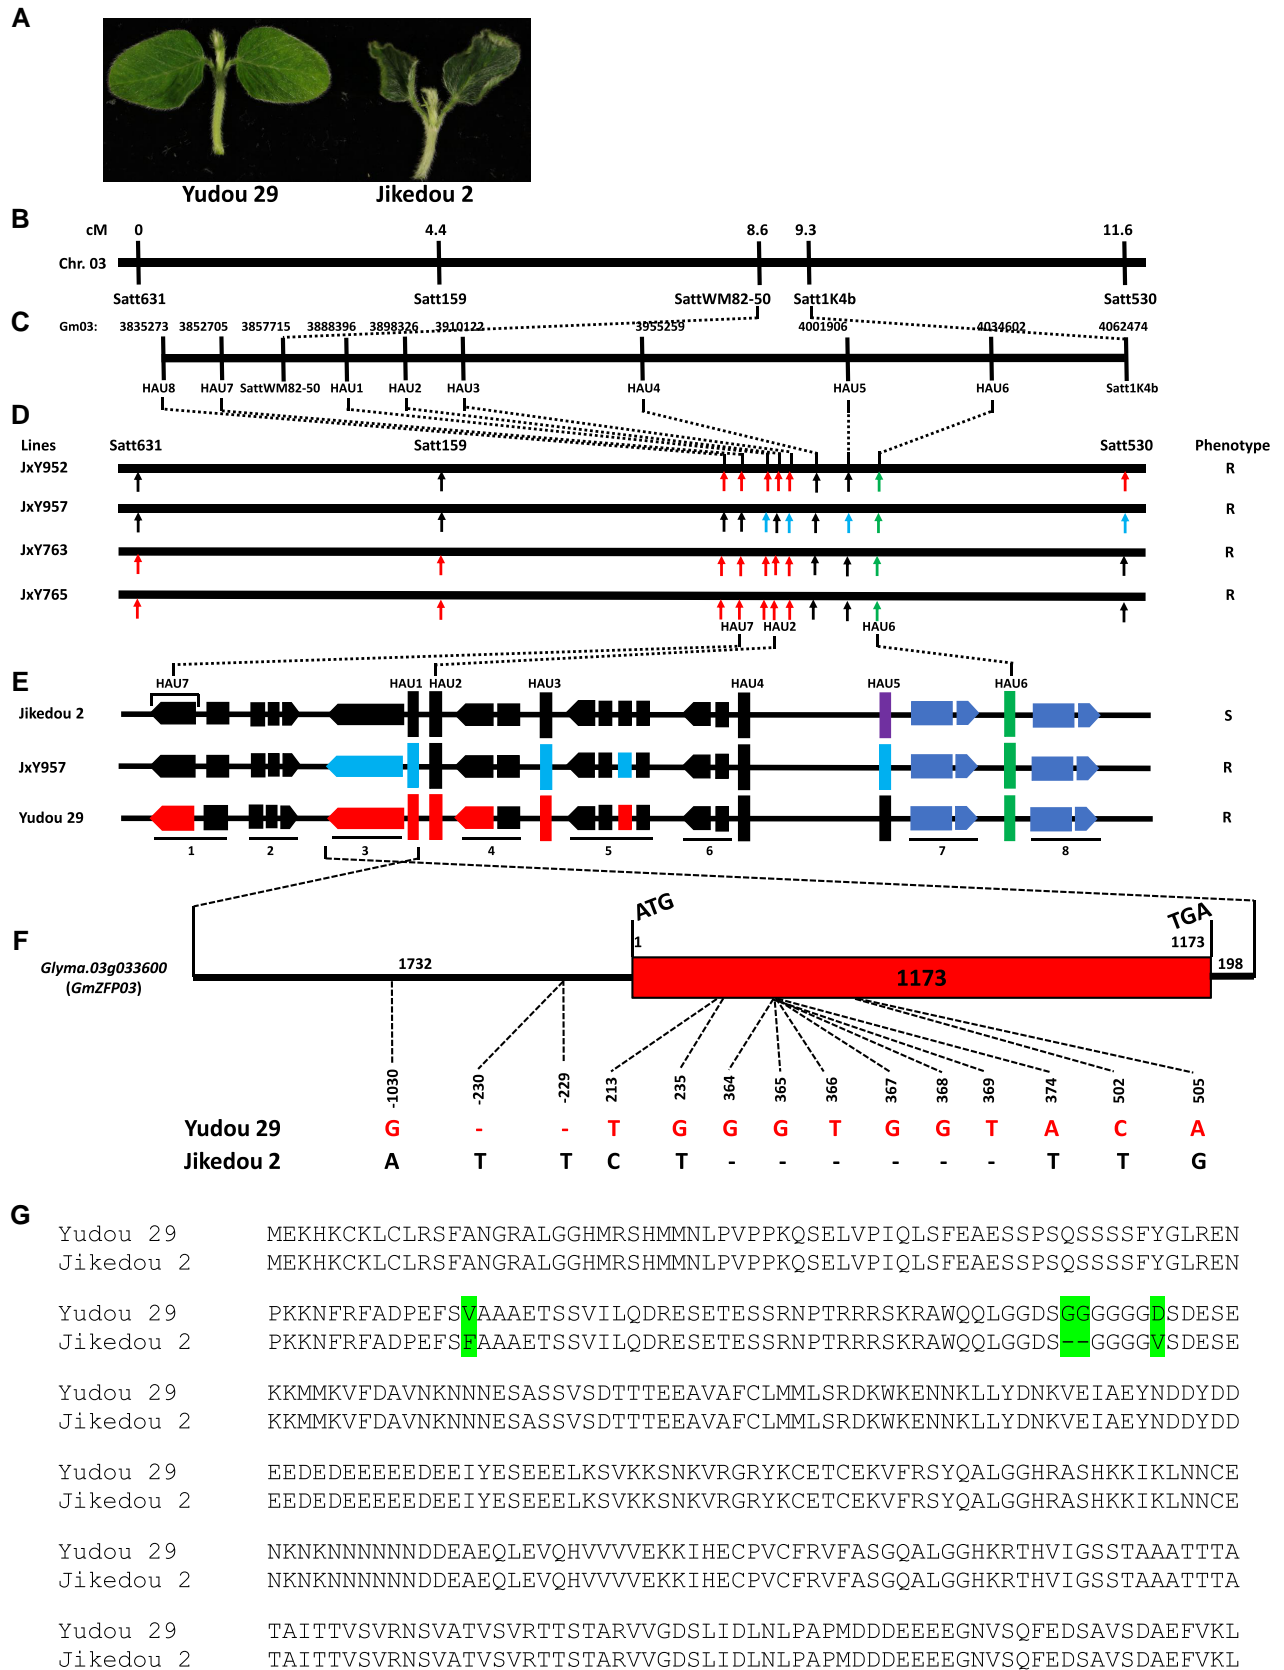 A
Yudou 29 Jikedou 2
B
cM 0 4.4 8.6 9.3 11.6
Chr. 03
Satt631 Satt159 SattWM82-50 Satt1K4b Satt530
C
Gm03: 3835273 3852705 3857715 3888396 3898326 3910122 3955259 4001906 4034602 4062474
HAU8 HAU7 SattWM82-50 HAU1 HAU2 HAU3 HAU4 HAU5 HAU6 Satt1K4b
D
Lines Satt631 Satt159 Satt530 Phenotype
JxY952 R
JxY957 R
JxY763 R
JxY765 R
HAU7 HAU2 HAU6
E
HAU7 HAU1 HAU2 HAU3 HAU4 HAU5 HAU6
Jikedou 2 S
JxY957 R
Yudou 29 R
1 2 3 4 5 6 7 8
F
ATG TGA
1 1173
Glyma.03g033600 1732 1173 198
(GmZFP03)
-1030 -230 -229 213 235 364 365 366 367 368 369 374 502 505
Yudou 29 G - - T G G G T G G T A C A
Jikedou 2 A T T C T - - - - - - T T G
G
Yudou 29 MEKHKCKLCLRSFANGRALGGHMRSHMMNLPVPPKQSELVPIQLSFEAESSPSQSSSSFYGLREN
Jikedou 2 MEKHKCKLCLRSFANGRALGGHMRSHMMNLPVPPKQSELVPIQLSFEAESSPSQSSSSFYGLREN
Yudou 29 PKKNFRFADPEFSVAAAETSSVILQDRESETESSRNPTRRRSKRAWQQLGGDSGGGGGGDSDESE
Jikedou 2 PKKNFRFADPEFSFAAAETSSVILQDRESETESSRNPTRRRSKRAWQQLGGDS--GGGGVSDESE
Yudou 29 KKMMKVFDAVNKNNNESASSVSDTTTEEAVAFCLMMLSRDKWKENNKLLYDNKVEIAEYNDDYDD
Jikedou 2 KKMMKVFDAVNKNNNESASSVSDTTTEEAVAFCLMMLSRDKWKENNKLLYDNKVEIAEYNDDYDD
Yudou 29 EEDEDEEEEEDEEIYESEEELKSVKKSNKVRGRYKCETCEKVFRSYQALGGHRASHKKIKLNNCE
Jikedou 2 EEDEDEEEEEDEEIYESEEELKSVKKSNKVRGRYKCETCEKVFRSYQALGGHRASHKKIKLNNCE
Yudou 29 NKNKNNNNNNDDEAEQLEVQHVVVVEKKIHECPVCFRVFASGQALGGHKRTHVIGSSTAAATTTA
Jikedou 2 NKNKNNNNNNDDEAEQLEVQHVVVVEKKIHECPVCFRVFASGQALGGHKRTHVIGSSTAAATTTA
Yudou 29 TAITTVSVRNSVATVSVRTTSTARVVGDSLIDLNLPAPMDDDEEEEGNVSQFEDSAVSDAEFVKL
Jikedou 2 TAITTVSVRNSVATVSVRTTSTARVVGDSLIDLNLPAPMDDDEEEEGNVSQFEDSAVSDAEFVKL